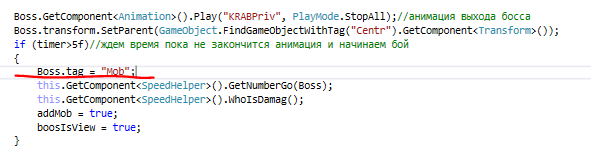 Boss.GetComponent<Animation>().Play("KRABPriv", PlayMode.StopAll);//анимация выхода босса
Boss.transform.SetParent(GameObject.FindGameObjectWithTag("Centr").GetComponent<Transform>());
if (timer>5f)//ждем время пока не закончится анимация и начинаем бой
{
Boss.tag = "Mob";
this.GetComponent<SpeedHelper>().GetNumberGo(Boss);
this.GetComponent<SpeedHelper>().WhoIsDamag();
addMob = true;
boosIsView = true;
}